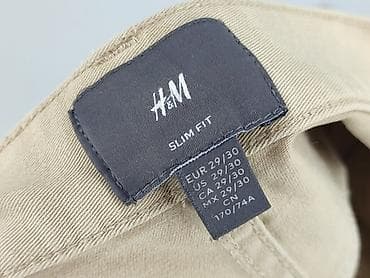 H&M
SLIM FIT
EUR 29/30
US 29/30
CA 29/30
MX 29/30
CN
170/74A